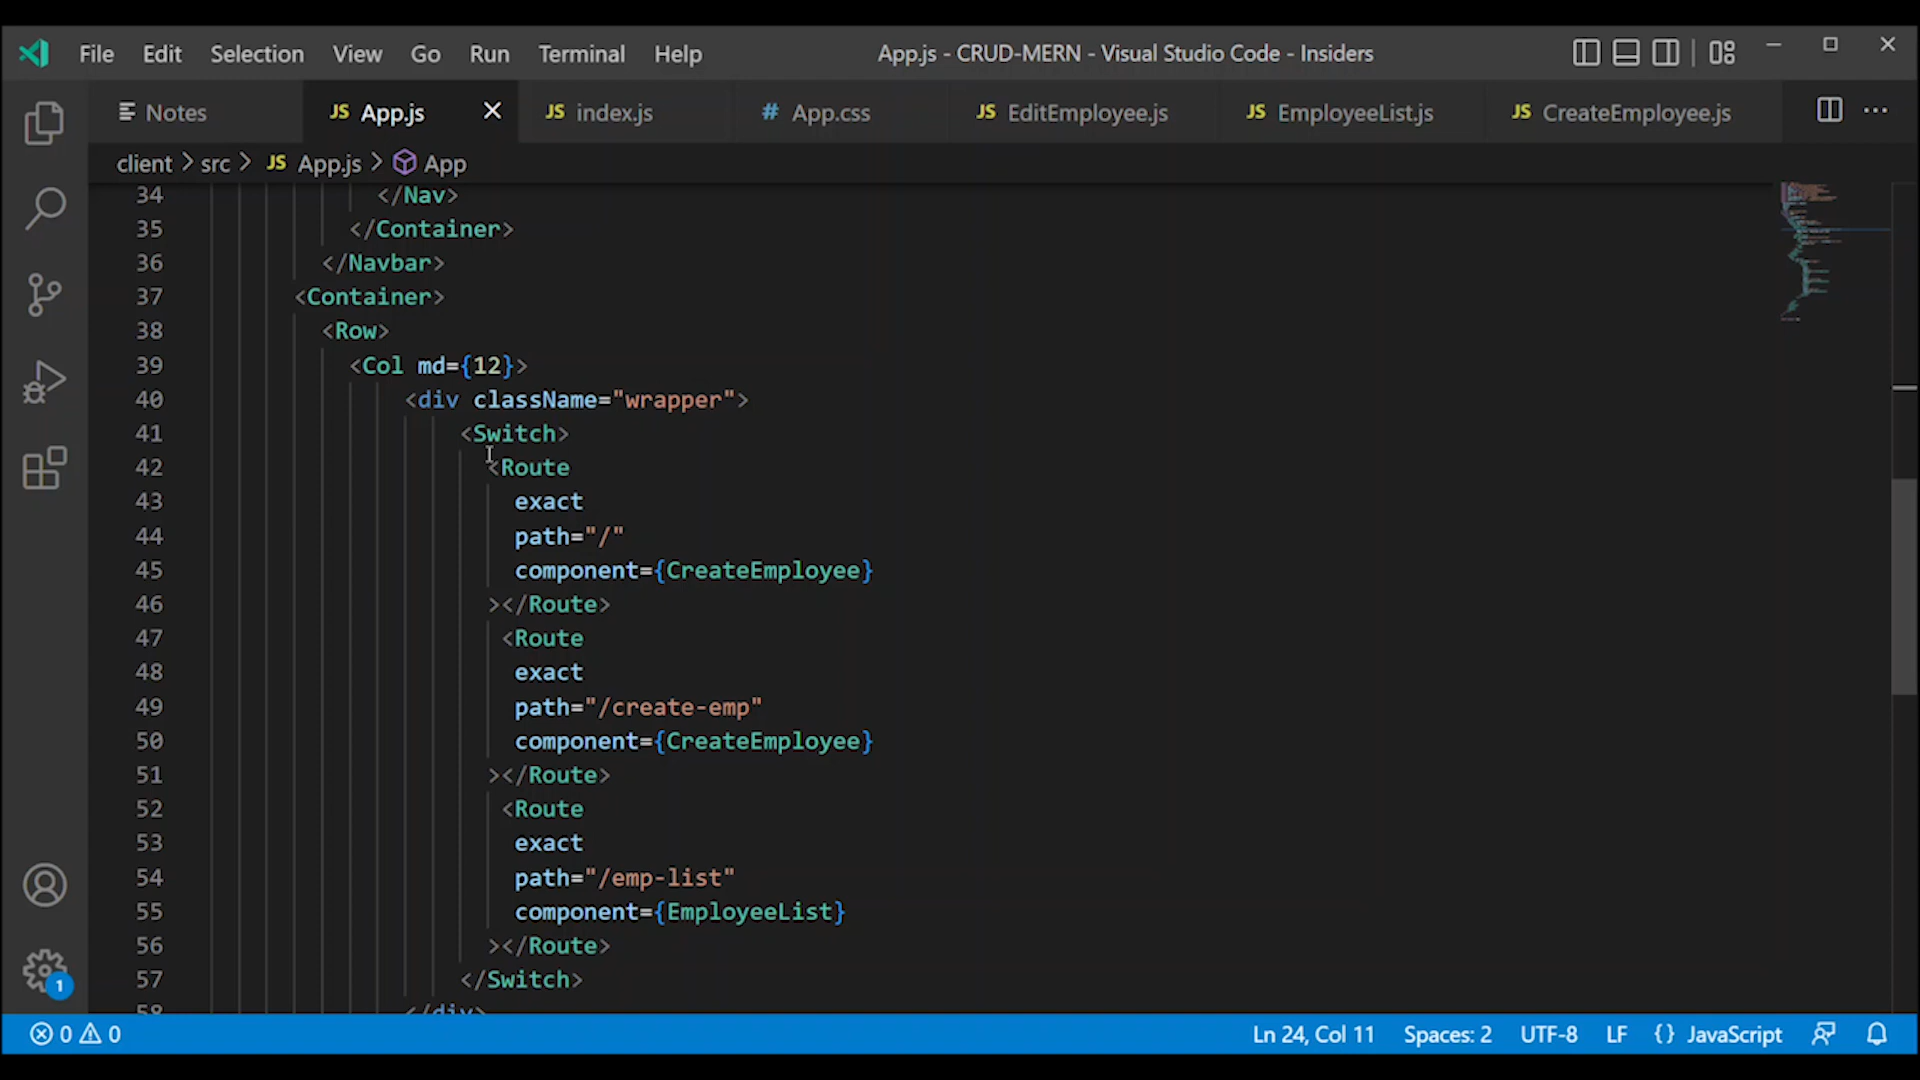 File Edit Selection View Go Run Terminal Help App.js - CRUD-MERN - Visual Studio Code - Insiders
Notes JS App.js JS index.js # App.css JS EditEmployee.js JS EmployeeList.js JS CreateEmployee.js
client > src > JS App.js > App
34 </Nav>
35 </Container>
36 </Navbar>
37 <Container>
38 <Row>
39 <Col md={12}>
40 <div className="wrapper">
41 <Switch>
42 <Route
43 exact
44 path="/"
45 component={CreateEmployee}
46 ></Route>
47 <Route
48 exact
49 path="/create-emp"
50 component={CreateEmployee}
51 ></Route>
52 <Route
53 exact
54 path="/emp-list"
55 component={EmployeeList}
56 ></Route>
57 </Switch>
58 </div>
1
0 0 Ln 24, Col 11 Spaces: 2 UTF-8 LF {} JavaScript